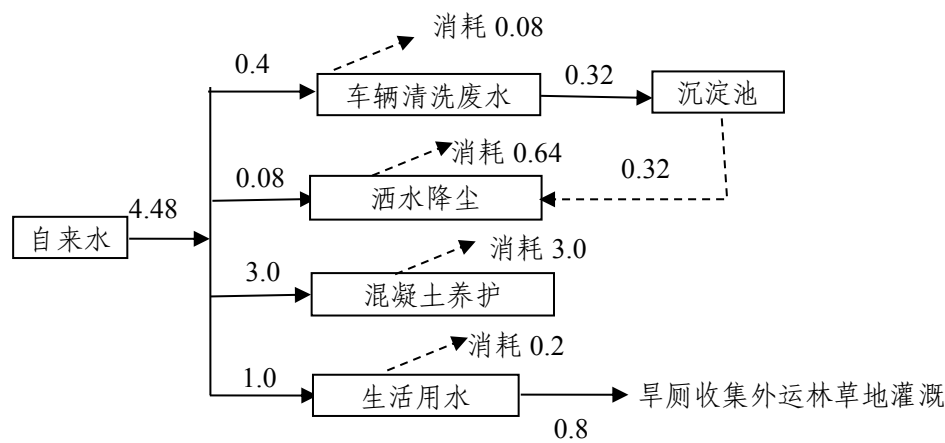 消耗 0.08
0.4
车辆清洗废水
0.32
沉淀池
消耗 0.64
0.08
洒水降尘
0.32
4.48
自来水
消耗 3.0
3.0
混凝土养护
消耗 0.2
1.0
生活用水
0.8
旱厕收集外运林草地灌溉